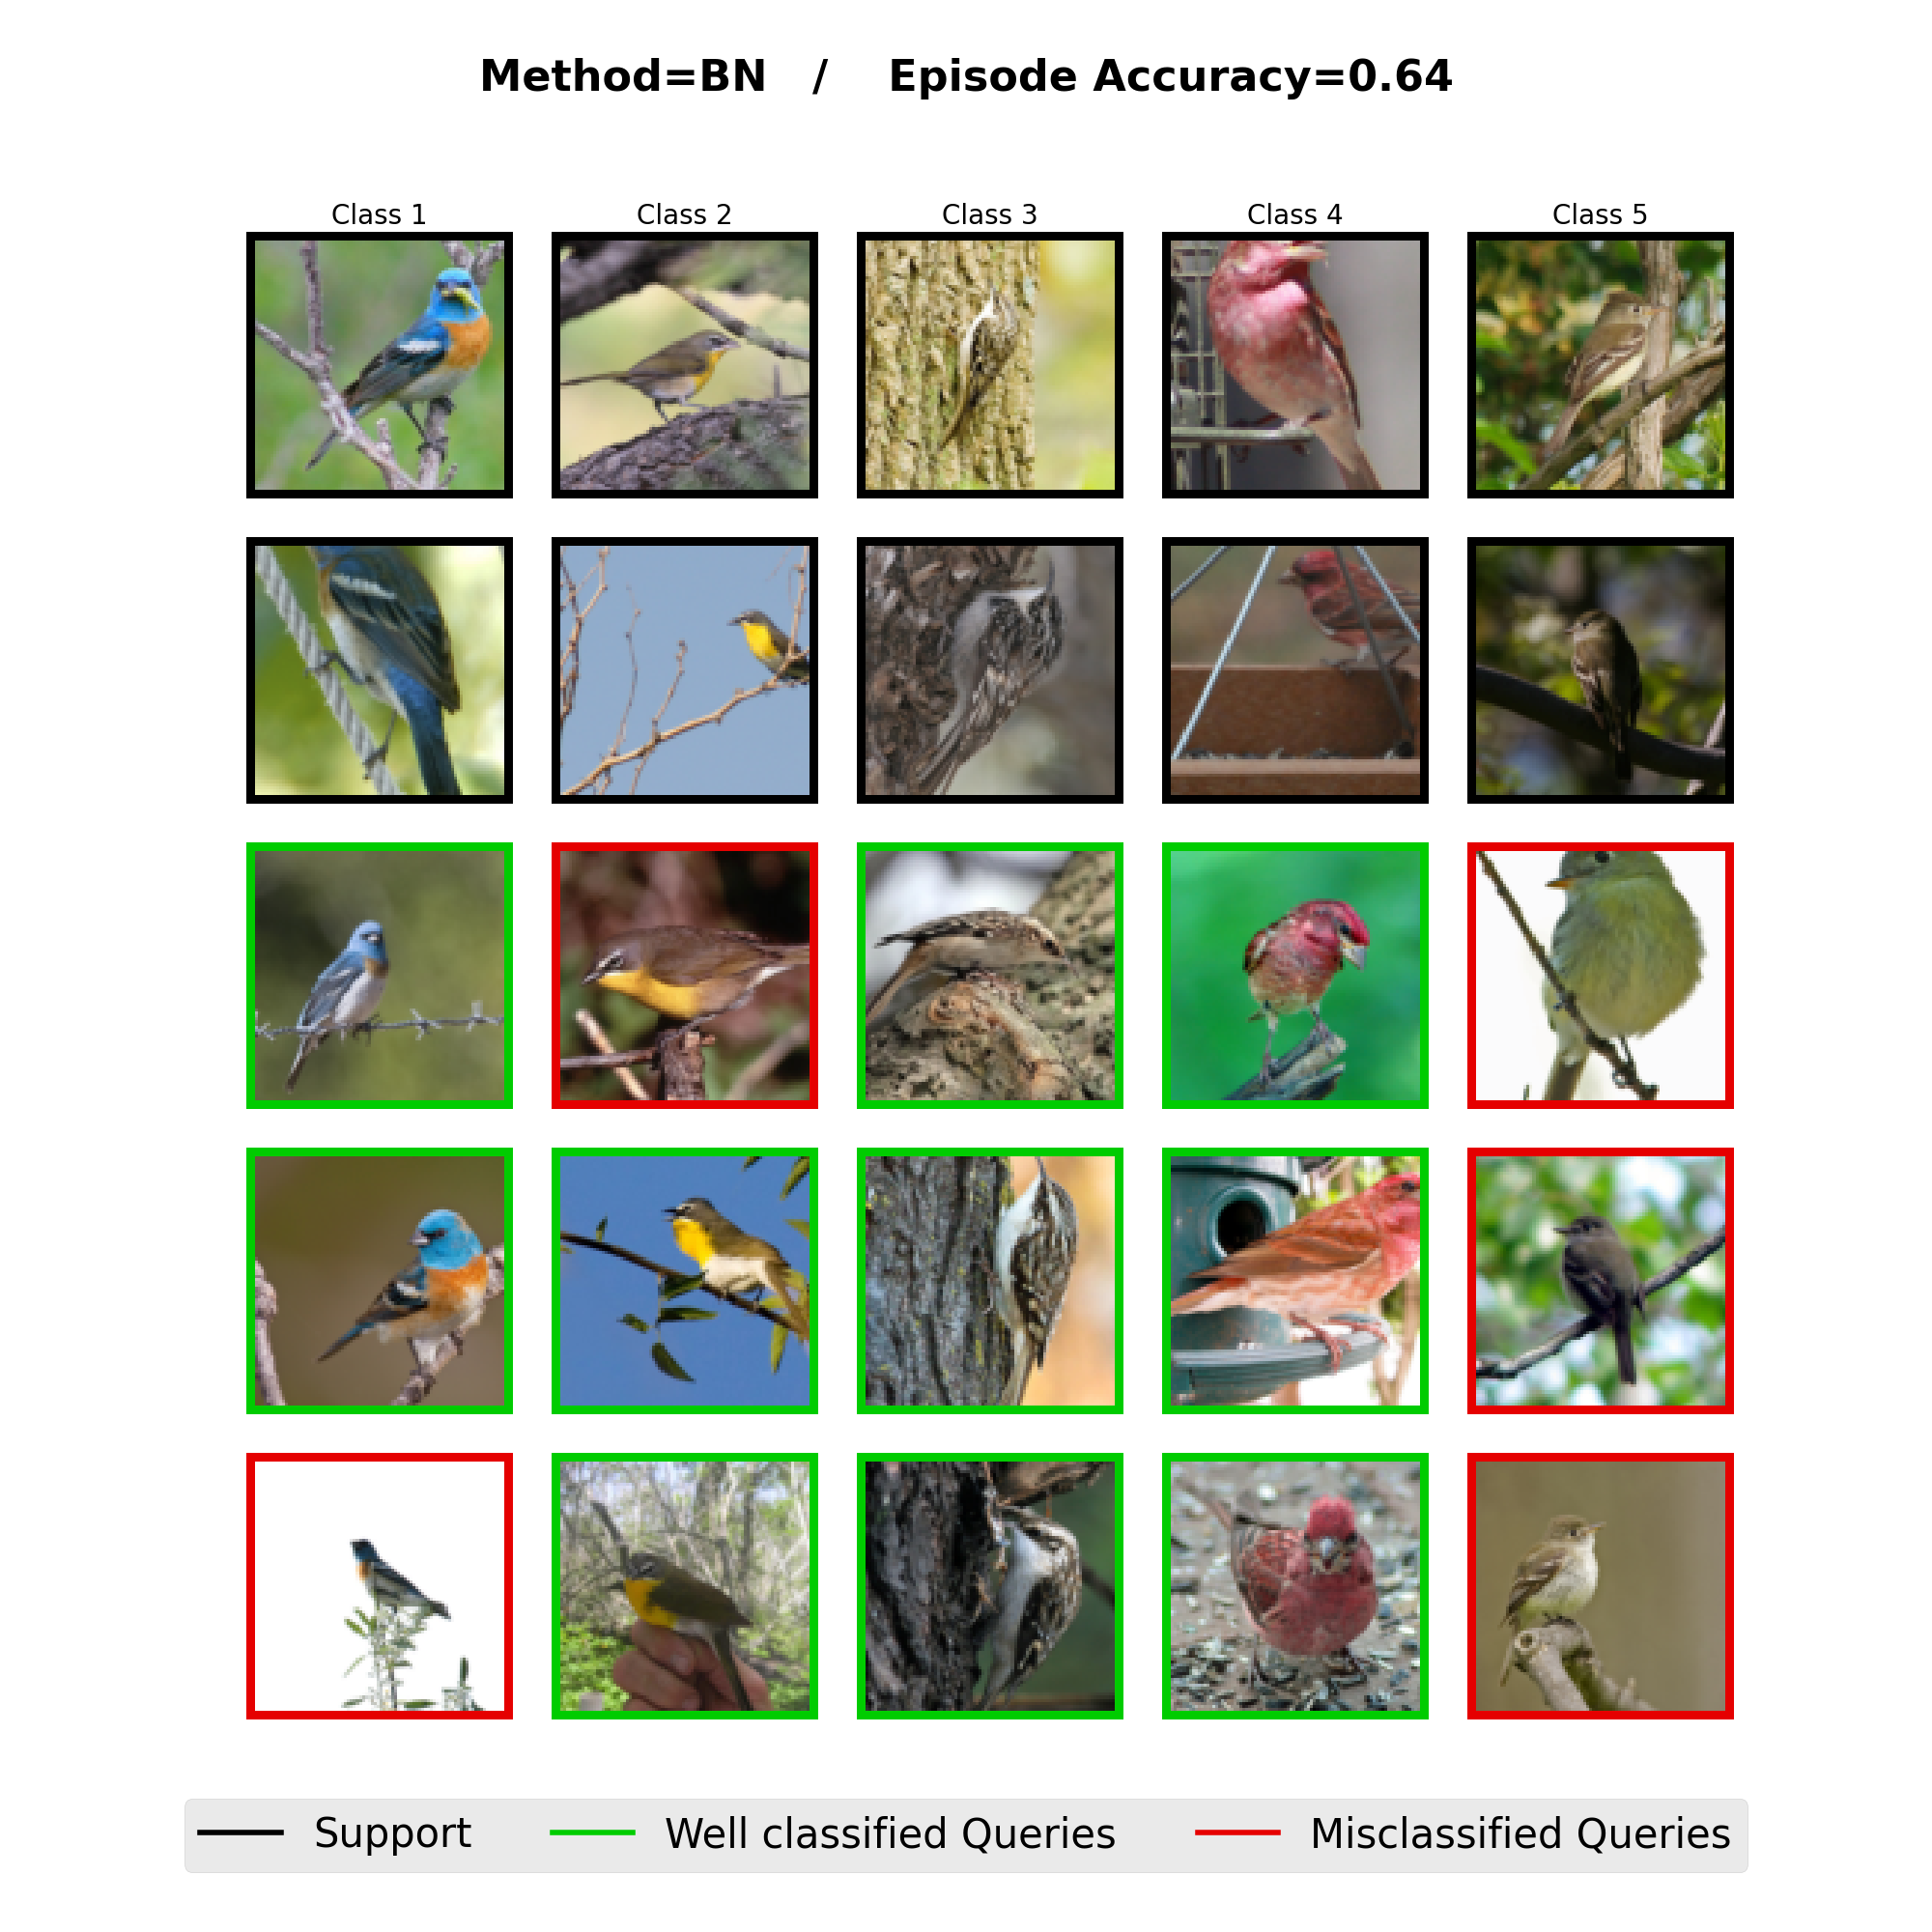 Method=BN / Episode Accuracy=0.64
Class 1 Class 2 Class 3 Class 4 Class 5
Support Well classified Queries Misclassified Queries